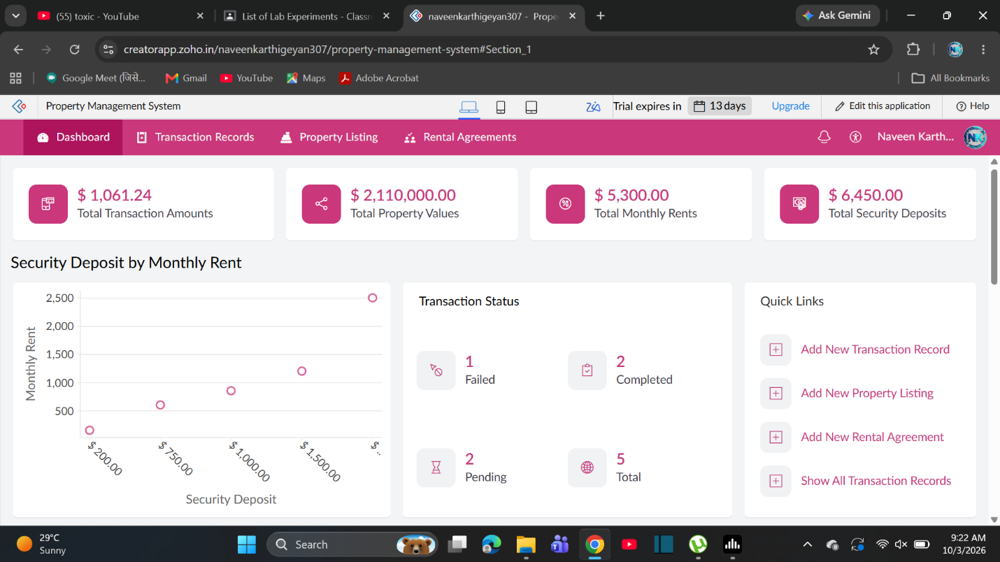 (55) toxic - YouTube
List of Lab Experiments - Classr
naveenkarthigeyan307 - Prope
Ask Gemini
creatorapp.zoho.in/naveenkarthigeyan307/property-management-system#Section_1
Google Meet (जिसे...
Gmail
YouTube
Maps
Adobe Acrobat
All Bookmarks
Property Management System
Trial expires in
13 days
Upgrade
Edit this application
Help
Dashboard
Transaction Records
Property Listing
Rental Agreements
Naveen Karth...
NK
$ 1,061.24
Total Transaction Amounts
$ 2,110,000.00
Total Property Values
$ 5,300.00
Total Monthly Rents
$ 6,450.00
Total Security Deposits
Security Deposit by Monthly Rent
Monthly Rent
2,500
2,000
1,500
1,000
500
$ 200.00
$ 750.00
$ 1,000.00
$ 1,500.00
$ ..
Security Deposit
Transaction Status
1
Failed
2
Completed
2
Pending
5
Total
Quick Links
Add New Transaction Record
Add New Property Listing
Add New Rental Agreement
Show All Transaction Records
29°C
Sunny
Search
9:22 AM
10/3/2026